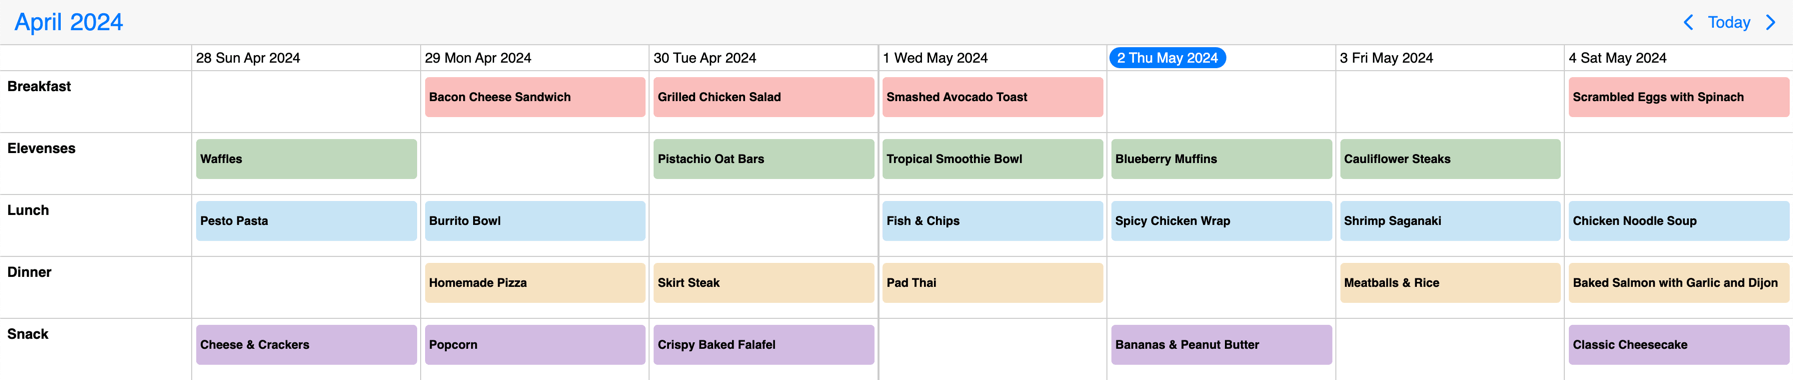 April 2024
Today
28 Sun Apr 2024 29 Mon Apr 2024 30 Tue Apr 2024 1 Wed May 2024 2 Thu May 2024 3 Fri May 2024 4 Sat May 2024
Breakfast Bacon Cheese Sandwich Grilled Chicken Salad Smashed Avocado Toast Scrambled Eggs with Spinach
Elevenses Waffles Pistachio Oat Bars Tropical Smoothie Bowl Blueberry Muffins Cauliflower Steaks
Lunch Pesto Pasta Burrito Bowl Fish & Chips Spicy Chicken Wrap Shrimp Saganaki Chicken Noodle Soup
Dinner Homemade Pizza Skirt Steak Pad Thai Meatballs & Rice Baked Salmon with Garlic and Dijon
Snack Cheese & Crackers Popcorn Crispy Baked Falafel Bananas & Peanut Butter Classic Cheesecake